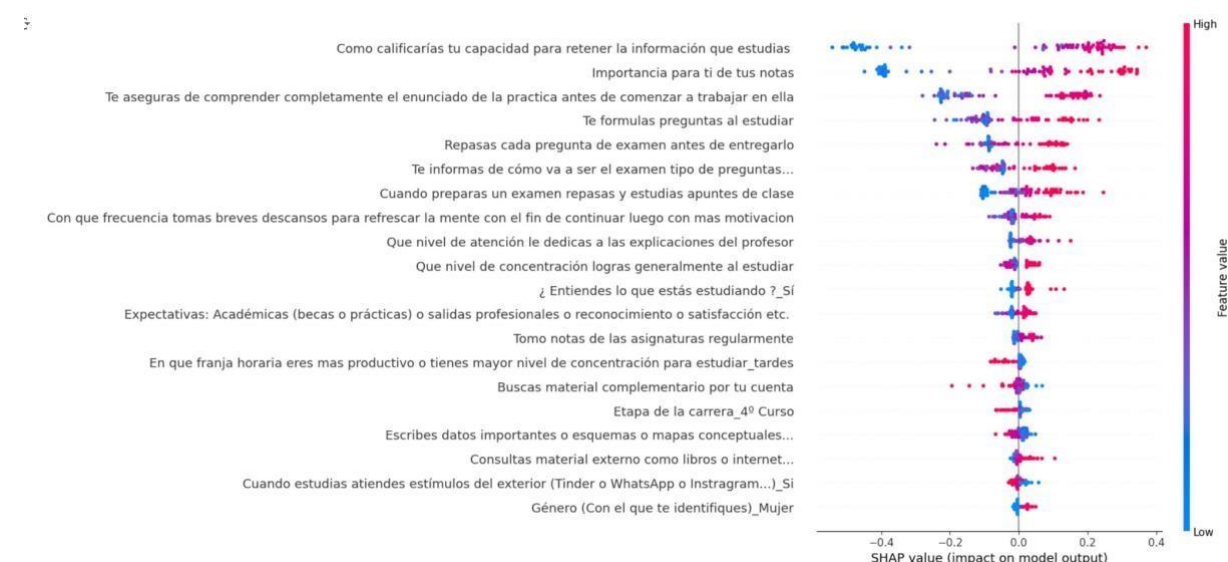 High
Como calificarías tu capacidad para retener la información que estudias
Importancia para ti de tus notas
Te aseguras de comprender completamente el enunciado de la practica antes de comenzar a trabajar en ella
Te formulas preguntas al estudiar
Repasas cada pregunta de examen antes de entregarlo
Te informas de cómo va a ser el examen tipo de preguntas...
Cuando preparas un examen repasas y estudias apuntes de clase
Con que frecuencia tomas breves descansos para refrescar la mente con el fin de continuar luego con mas motivacion
Que nivel de atención le dedicas a las explicaciones del profesor
Que nivel de concentración logras generalmente al estudiar
¿ Entiendes lo que estás estudiando ?_Sí
Expectativas: Académicas (becas o prácticas) o salidas profesionales o reconocimiento o satisfacción etc.
Tomo notas de las asignaturas regularmente
En que franja horaria eres mas productivo o tienes mayor nivel de concentración para estudiar_tardes
Buscas material complementario por tu cuenta
Etapa de la carrera_4º Curso
Escribes datos importantes o esquemas o mapas conceptuales...
Consultas material externo como libros o internet...
Cuando estudias atiendes estímulos del exterior (Tinder o WhatsApp o Instragram...)_Si
Género (Con el que te identifiques)_Mujer
Feature value
Low
−0.4 −0.2 0.0 0.2 0.4
SHAP value (impact on model output)